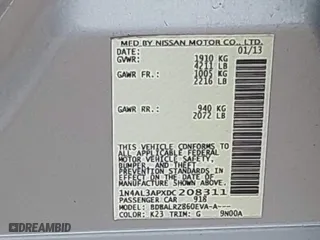 MFD BY NISSAN MOTOR CO., LTD.
DATE: 01/13
GVWR: 1910 KG
4211 LB
GAWR FR.: 1005 KG
2216 LB
GAWR RR.: 940 KG
2072 LB
THIS VEHICLE CONFORMS TO ALL
APPLICABLE U.S. FEDERAL MOTOR VEHICLE
SAFETY, BUMPER, AND THEFT PREVENTION
STANDARDS IN EFFECT ON THE DATE OF
MANUFACTURE SHOWN ABOVE.
1N4AL3APXDC208311
PASSENGER CAR 918
MODEL: BDBALRZ860EVA-A---
COLOR: K23 TRIM: G 9N00A